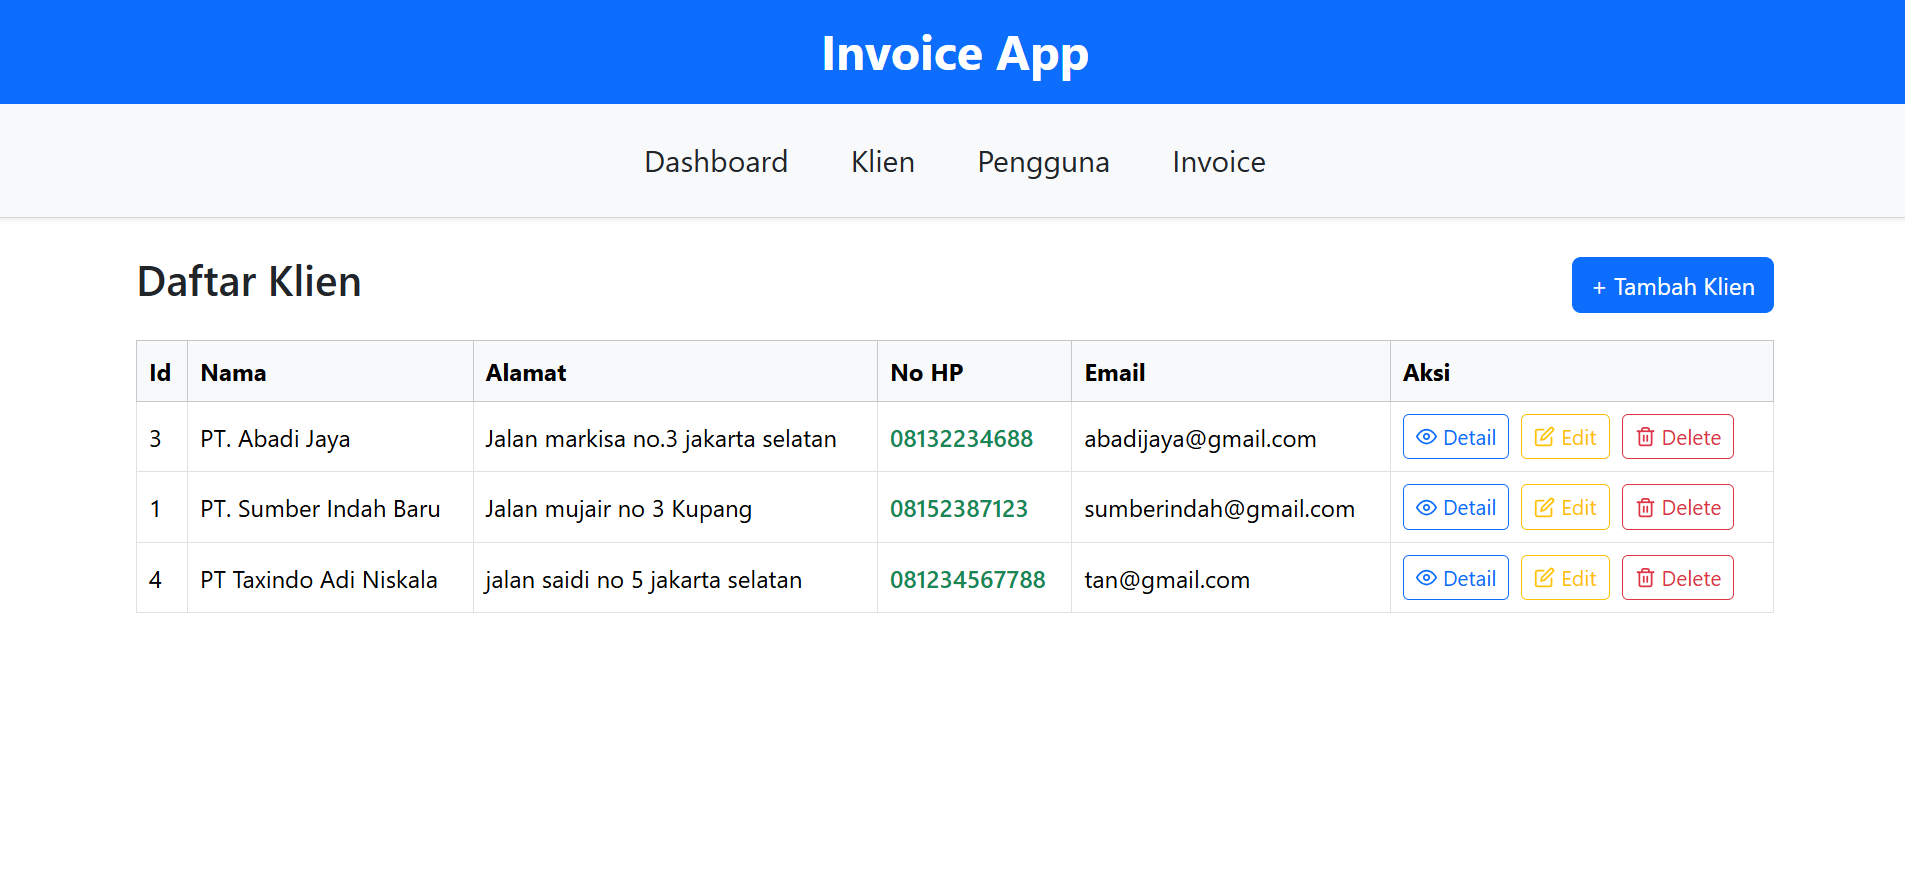 Invoice App
Dashboard Klien Pengguna Invoice
Daftar Klien
+ Tambah Klien
Id Nama Alamat No HP Email Aksi
3 PT. Abadi Jaya Jalan markisa no.3 jakarta selatan 08132234688 abadijaya@gmail.com Detail Edit Delete
1 PT. Sumber Indah Baru Jalan mujair no 3 Kupang 08152387123 sumberindah@gmail.com Detail Edit Delete
4 PT Taxindo Adi Niskala jalan saidi no 5 jakarta selatan 081234567788 tan@gmail.com Detail Edit Delete